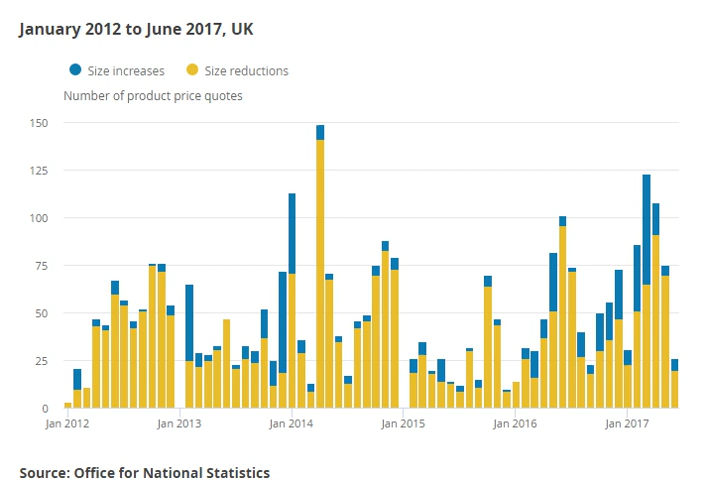 January 2012 to June 2017, UK
Size increases Size reductions
Number of product price quotes
150
125
100
75
50
25
0
Jan 2012 Jan 2013 Jan 2014 Jan 2015 Jan 2016 Jan 2017
Source: Office for National Statistics